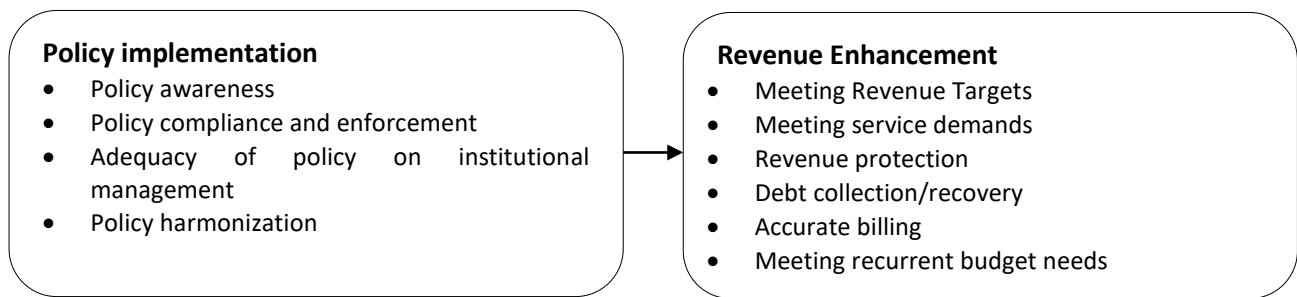 Policy implementation
• Policy awareness
• Policy compliance and enforcement
• Adequacy of policy on institutional
management
• Policy harmonization
Revenue Enhancement
• Meeting Revenue Targets
• Meeting service demands
• Revenue protection
• Debt collection/recovery
• Accurate billing
• Meeting recurrent budget needs